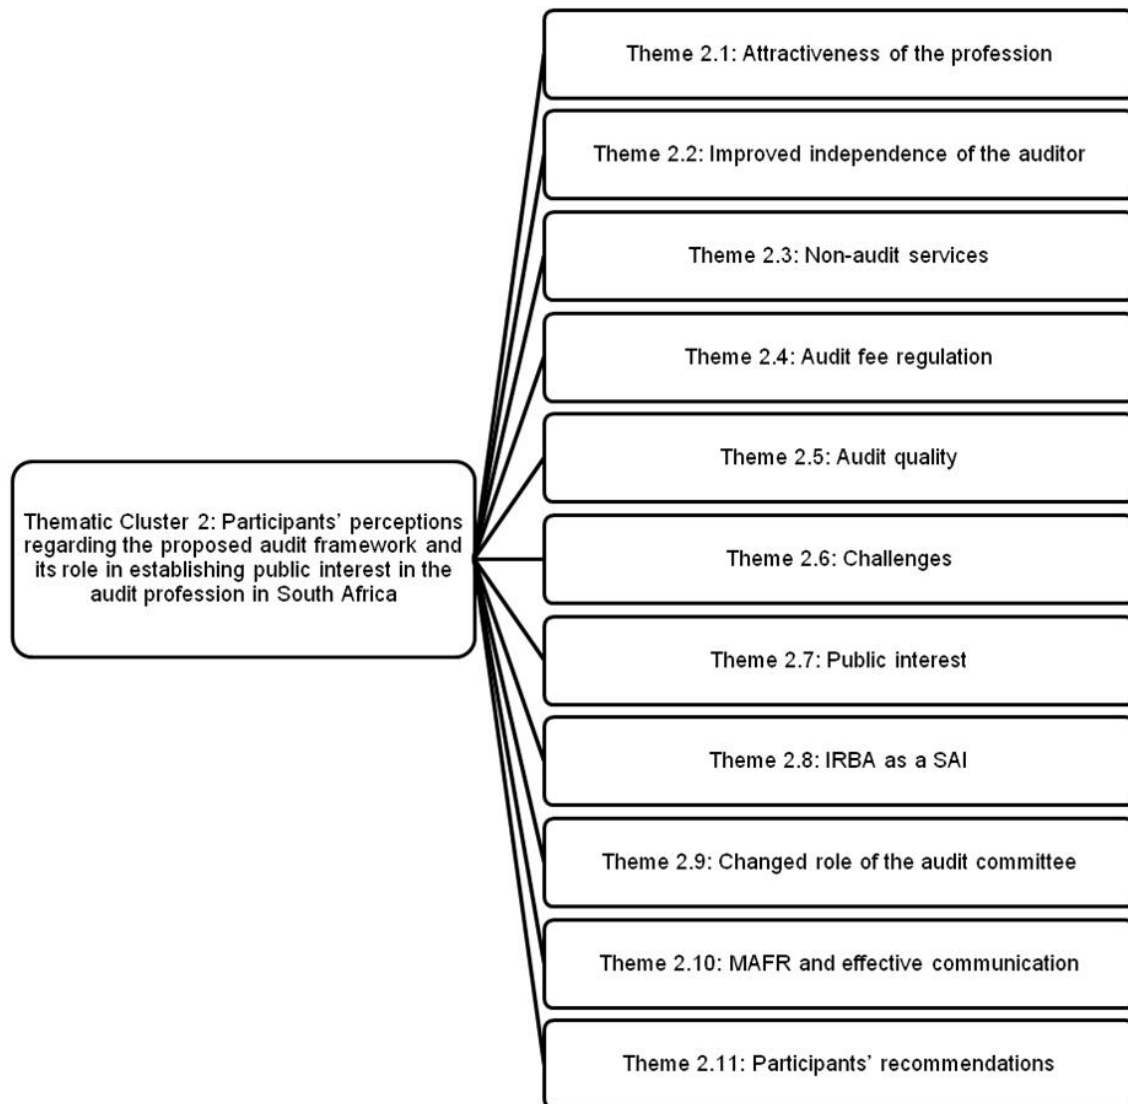 Theme 2.1: Attractiveness of the profession
Theme 2.2: Improved independence of the auditor
Theme 2.3: Non-audit services
Theme 2.4: Audit fee regulation
Theme 2.5: Audit quality
Thematic Cluster 2: Participants’ perceptions
regarding the proposed audit framework and
its role in establishing public interest in the
audit profession in South Africa
Theme 2.6: Challenges
Theme 2.7: Public interest
Theme 2.8: IRBA as a SAI
Theme 2.9: Changed role of the audit committee
Theme 2.10: MAFR and effective communication
Theme 2.11: Participants’ recommendations